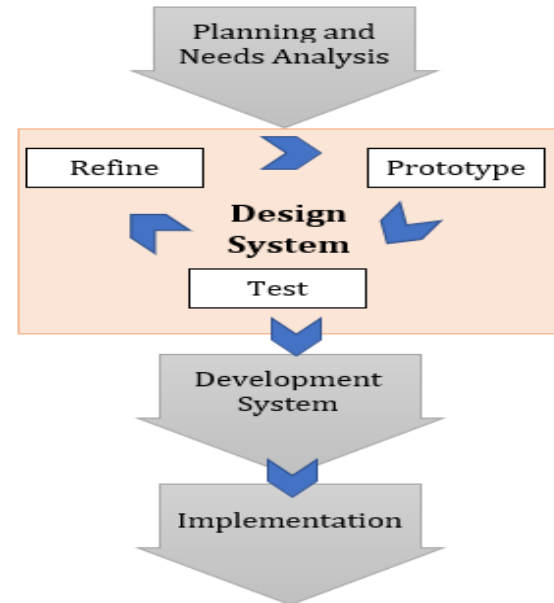 Planning and
Needs Analysis
Refine
Prototype
Design
System
Test
Development
System
Implementation